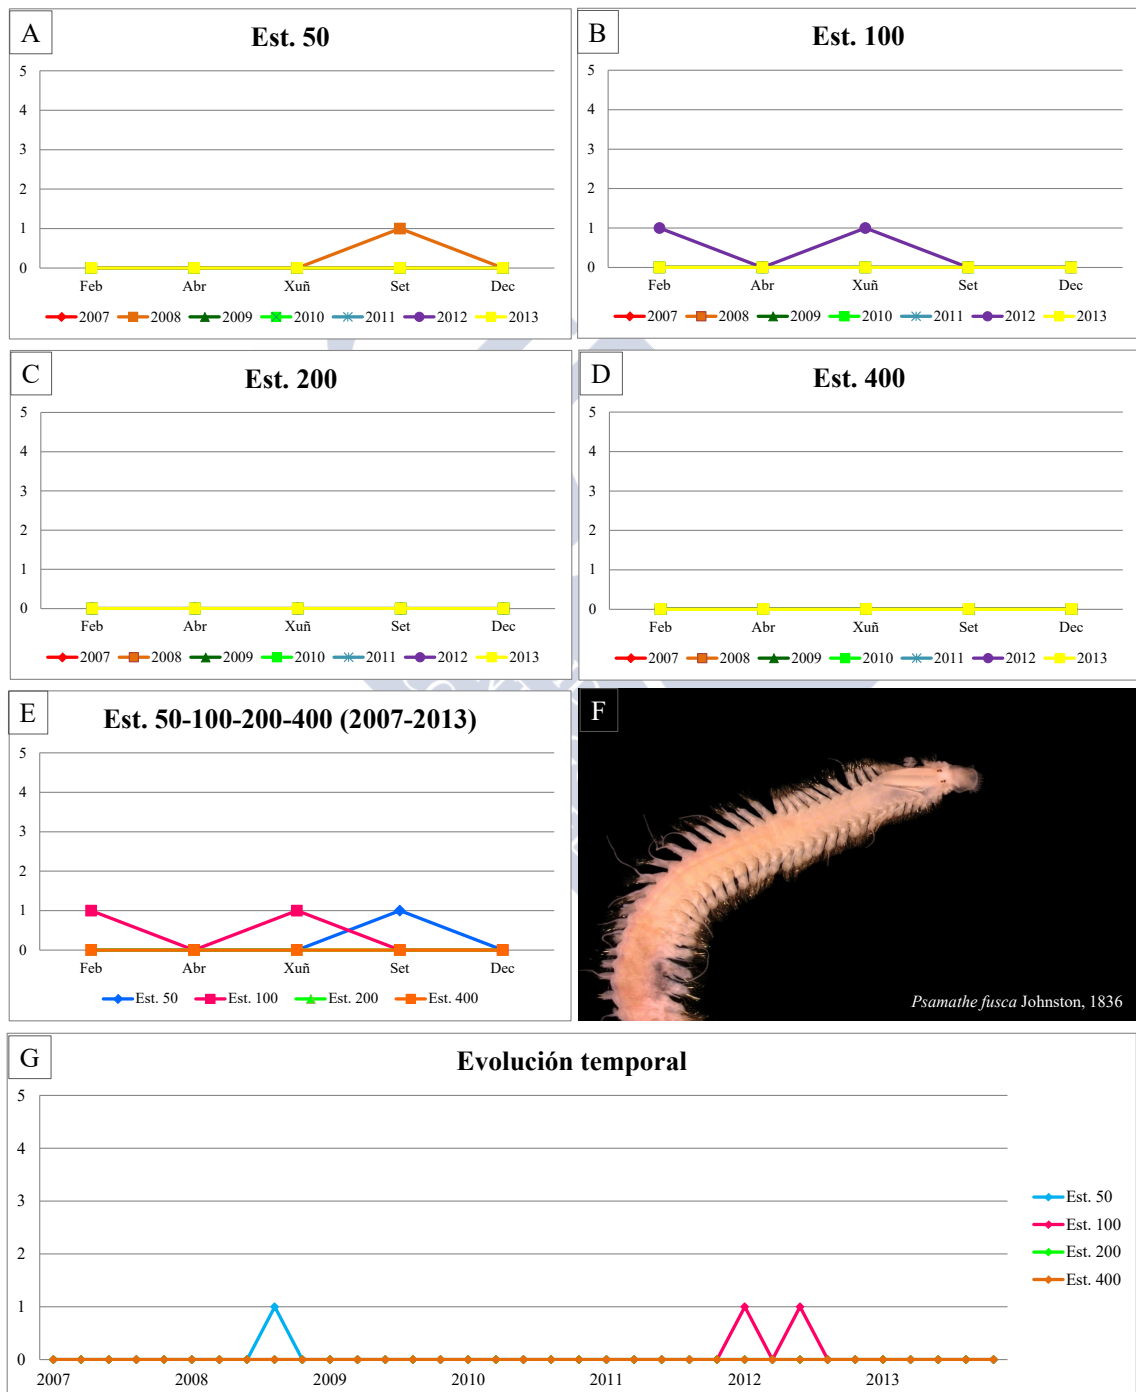 A
Est. 50
5
4
3
2
1
0
Feb Abr Xuñ Set Dec
2007 2008 2009 2010 2011 2012 2013
B
Est. 100
5
4
3
2
1
0
Feb Abr Xuñ Set Dec
2007 2008 2009 2010 2011 2012 2013
C
Est. 200
5
4
3
2
1
0
Feb Abr Xuñ Set Dec
2007 2008 2009 2010 2011 2012 2013
D
Est. 400
5
4
3
2
1
0
Feb Abr Xuñ Set Dec
2007 2008 2009 2010 2011 2012 2013
E
Est. 50-100-200-400 (2007-2013)
5
4
3
2
1
0
Feb Abr Xuñ Set Dec
Est. 50 Est. 100 Est. 200 Est. 400
F
Psamathe fusca Johnston, 1836
G
Evolución temporal
5
4
3
2
1
0
2007 2008 2009 2010 2011 2012 2013
Est. 50
Est. 100
Est. 200
Est. 400